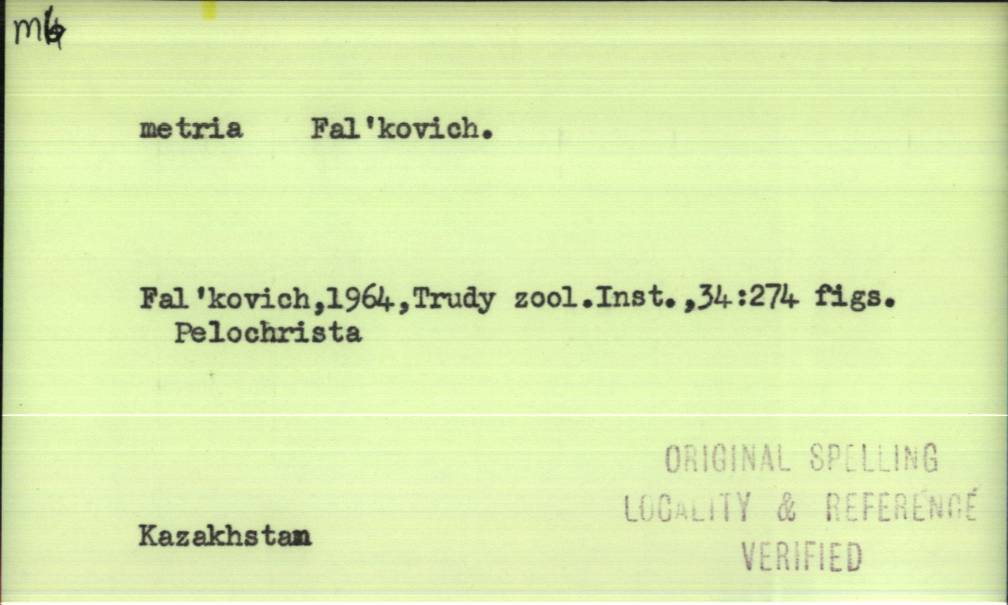 metria Fal'kovich.
Fal'kovich,1964,Trudy zool.Inst.,34:274 figs.
Pelochrista
Kazakhstan
ORIGINAL SPELLING
LOCALITY & REFERENCE
VERIFIED